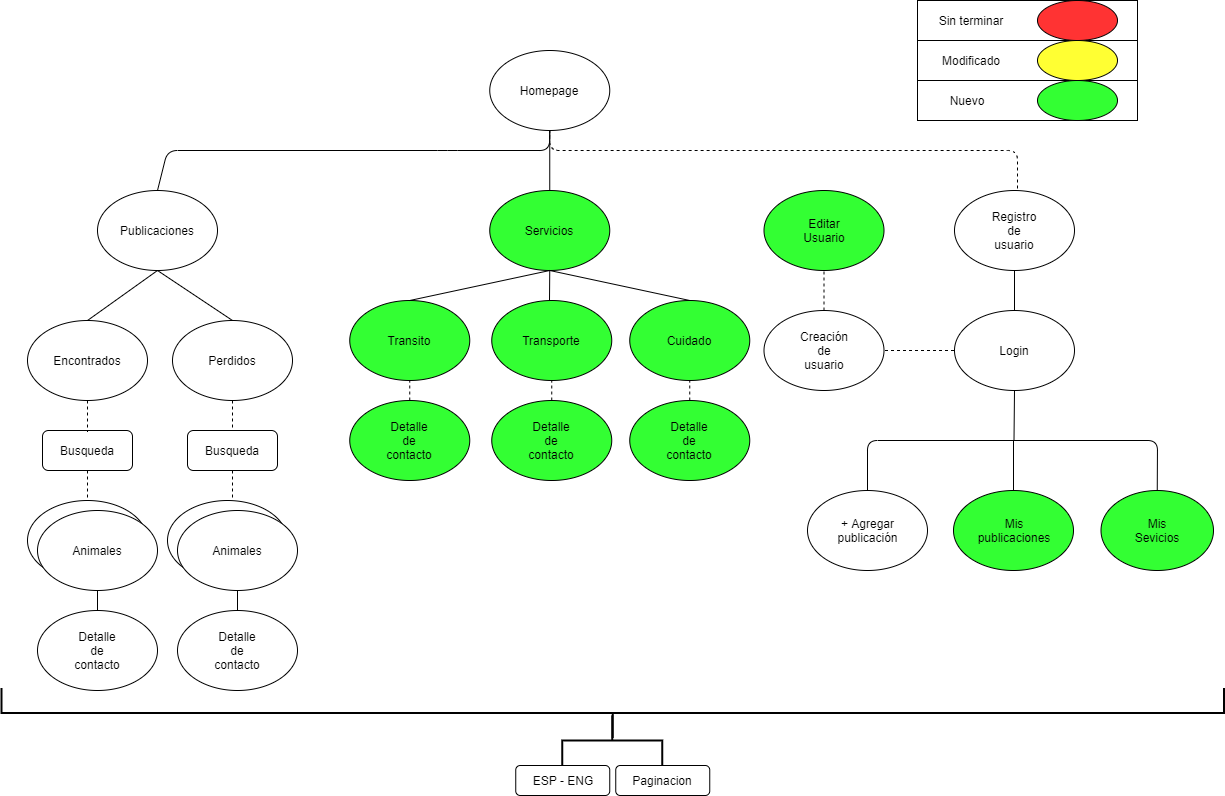 Sin terminar
Modificado
Nuevo
Homepage
Publicaciones
Servicios
Editar
Usuario
Registro
de
usuario
Encontrados
Perdidos
Transito
Transporte
Cuidado
Creación
de
usuario
Login
Busqueda
Busqueda
Detalle
de
contacto
Detalle
de
contacto
Detalle
de
contacto
Animales
Animales
+ Agregar
publicación
Mis
publicaciones
Mis
Sevicios
Detalle
de
contacto
Detalle
de
contacto
ESP - ENG
Paginacion